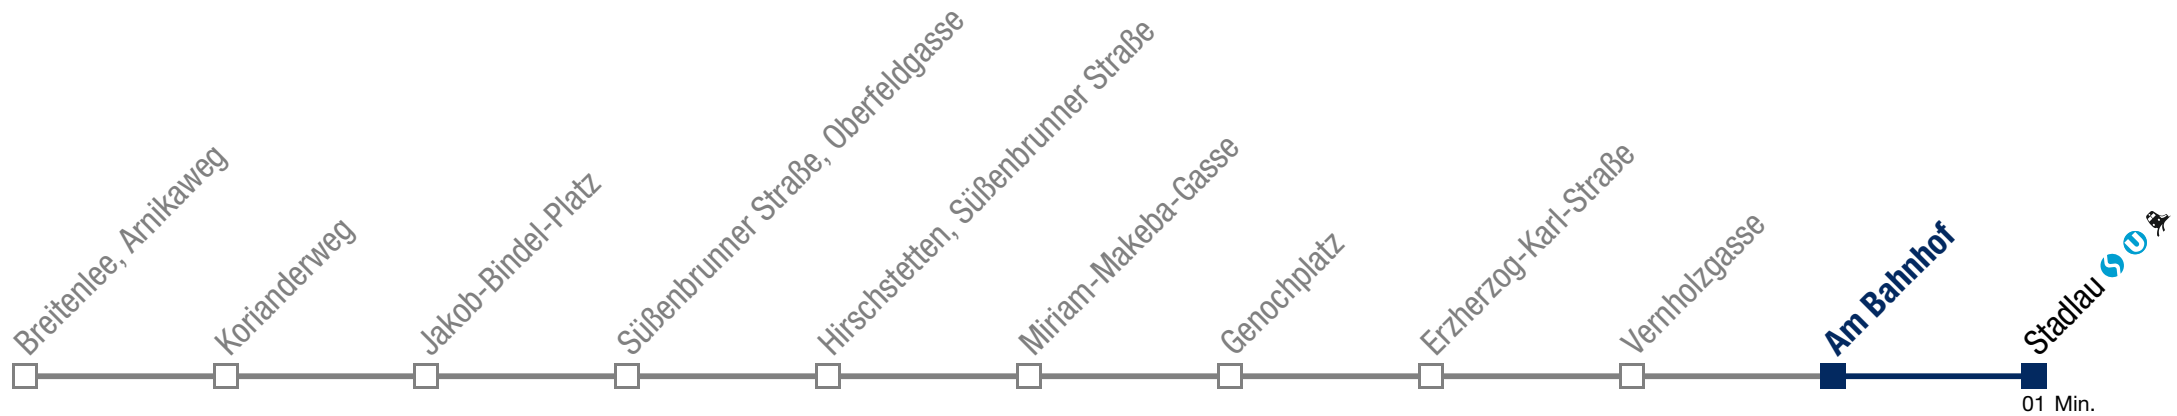 Breitenlee, Arnikaweg
Korianderweg
Jakob-Bindel-Platz
Süßenbrunner Straße, Oberfeldgasse
Hirschstetten, Süßenbrunner Straße
Miriam-Makeba-Gasse
Genochplatz
Erzherzog-Karl-Straße
Vernholzgasse
Am Bahnhof
Stadlau S U
01 Min.